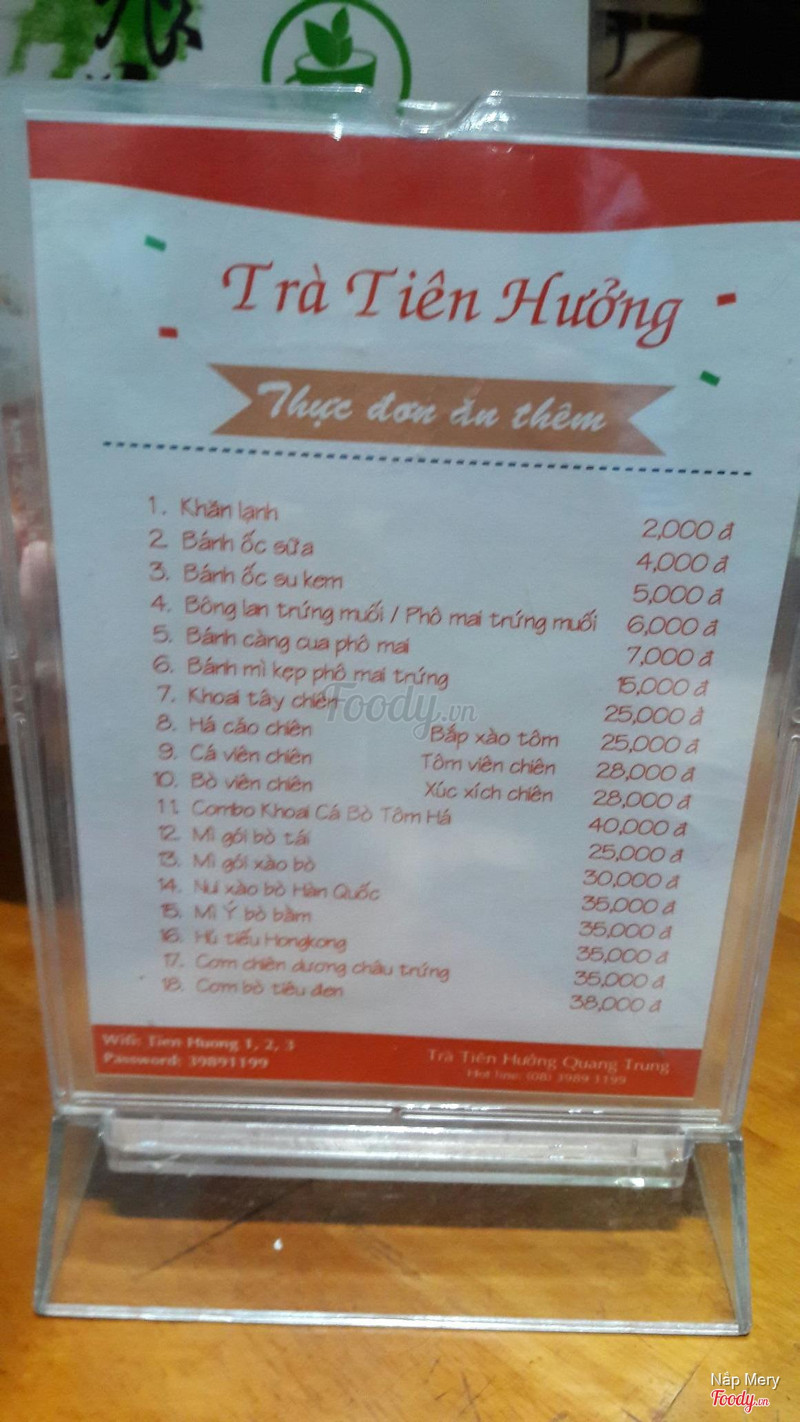 Trà Tiên Hưởng
Thực đơn ăn thêm
1. Khăn lạnh 2,000 đ
2. Bánh ốc sữa 4,000 đ
3. Bánh ốc su kem 5,000 đ
4. Bông lan trứng muối / Phô mai trứng muối 6,000 đ
5. Bánh càng cua phô mai 7,000 đ
6. Bánh mì kẹp phô mai trứng 15,000 đ
7. Khoai tây chiên 25,000 đ
8. Há cảo chiên Bắp xào tôm 25,000 đ
9. Cá viên chiên Tôm viên chiên 28,000 đ
10. Bò viên chiên Xúc xích chiên 28,000 đ
11. Combo Khoai Cá Bò Tôm Há 40,000 đ
12. Mì gói bò tái 25,000 đ
13. Mì gói xào bò 30,000 đ
14. Nui xào bò Hàn Quốc 35,000 đ
15. Mì Ý bò bằm 35,000 đ
16. Hủ tiếu Hongkong 35,000 đ
17. Cơm chiên dương châu trứng 35,000 đ
18. Cơm bò tiêu đen 38,000 đ
Foody.vn
Wifi: Tien Huong 1, 2, 3
Password: 39891199
Trà Tiên Hưởng Quang Trung
Hot line: (08) 3989 1199
Nắp Mery
Foody.vn